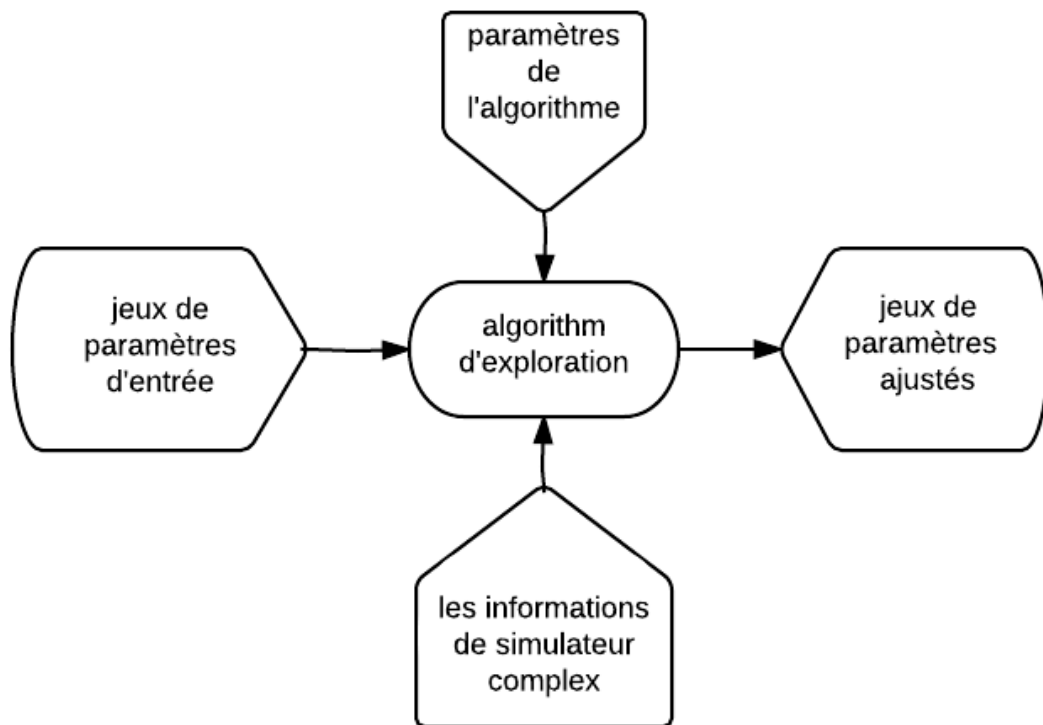 paramètres
de
l'algorithme
jeux de
paramètres
d'entrée
algorithm
d'exploration
jeux de
paramètres
ajustés
les informations
de simulateur
complex